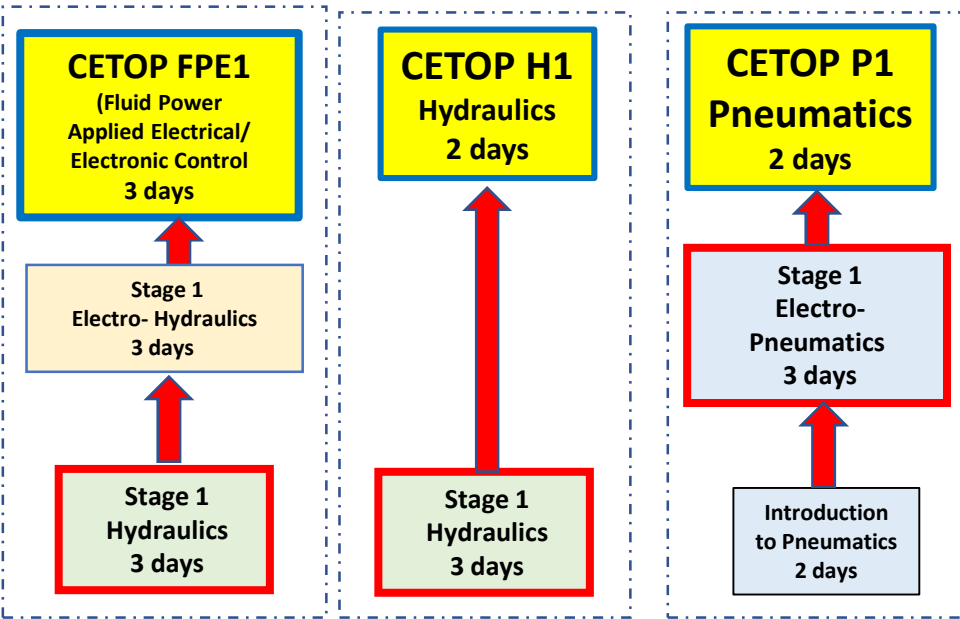 CETOP FPE1
(Fluid Power
Applied Electrical/
Electronic Control
3 days
Stage 1
Electro- Hydraulics
3 days
Stage 1
Hydraulics
3 days
CETOP H1
Hydraulics
2 days
Stage 1
Hydraulics
3 days
CETOP P1
Pneumatics
2 days
Stage 1
Electro-
Pneumatics
3 days
Introduction
to Pneumatics
2 days